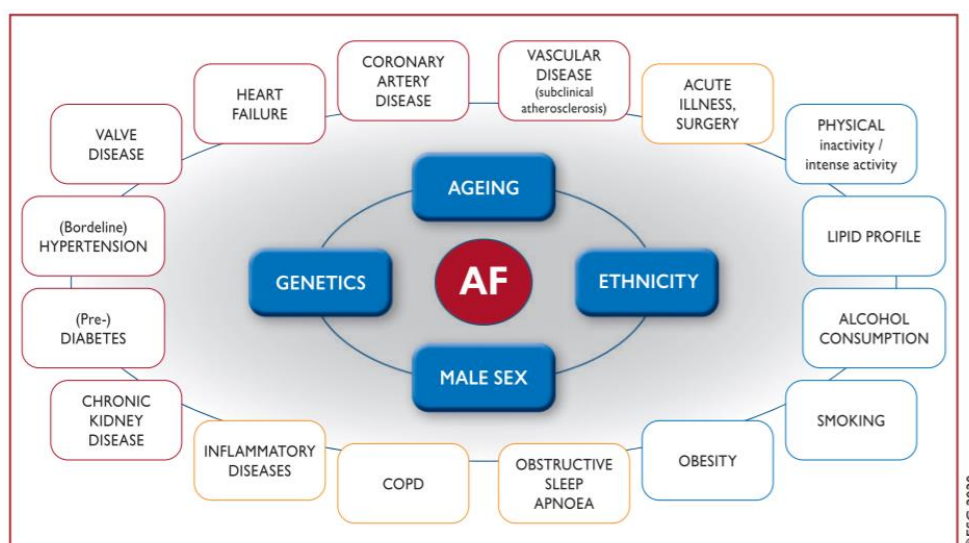 CORONARY
ARTERY
DISEASE
VASCULAR
DISEASE
(subclinical
atherosclerosis)
HEART
FAILURE
ACUTE
ILLNESS,
SURGERY
VALVE
DISEASE
PHYSICAL
inactivity /
intense activity
AGEING
(Bordeline)
HYPERTENSION
LIPID PROFILE
GENETICS
AF
ETHNICITY
(Pre-)
DIABETES
ALCOHOL
CONSUMPTION
MALE SEX
CHRONIC
KIDNEY
DISEASE
SMOKING
INFLAMMATORY
DISEASES
COPD
OBSTRUCTIVE
SLEEP
APNOEA
OBESITY